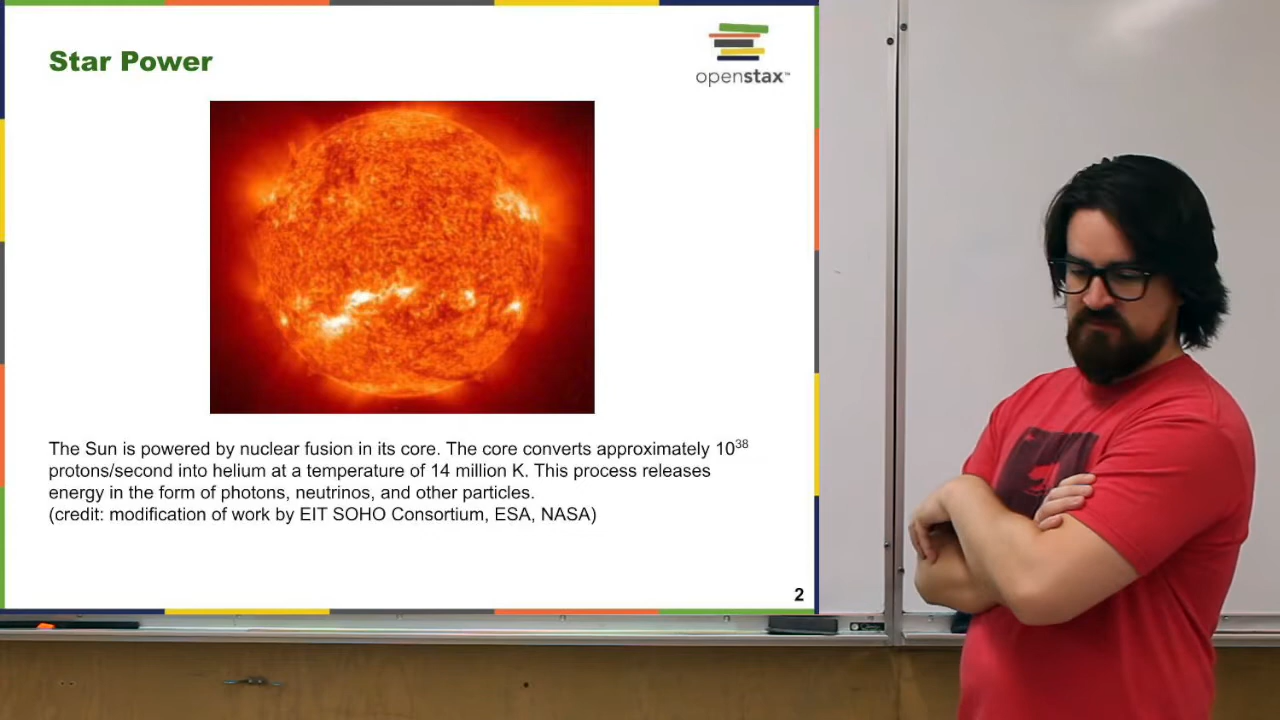 Star Power
openstax™
The Sun is powered by nuclear fusion in its core. The core converts approximately 10³⁸
protons/second into helium at a temperature of 14 million K. This process releases
energy in the form of photons, neutrinos, and other particles.
(credit: modification of work by EIT SOHO Consortium, ESA, NASA)
2